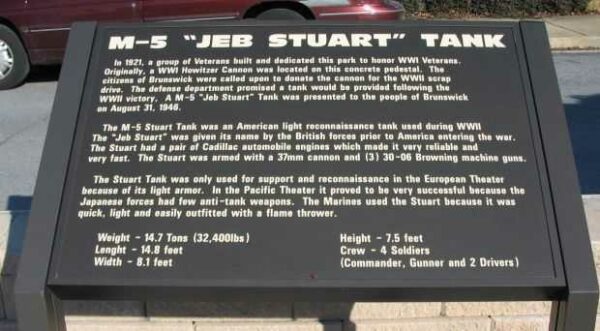 M-5 "JEB STUART" TANK
In 1921, a group of Veterans built and dedicated this park to honor WWI Veterans.
Originally, a WWI Howitzer Cannon was located on this concrete pedestal. The
citizens of Brunswick were called upon to donate the cannon for the WWII scrap
drive. The defense department promised a tank would be provided following the
WWII victory. A M-5 "Jeb Stuart" Tank was presented to the people of Brunswick
on August 31, 1946.
The M-5 Stuart Tank was an American light reconnaissance tank used during WWII
The "Jeb Stuart" was given its name by the British forces prior to America entering the war.
The Stuart had a pair of Cadillac automobile engines which made it very reliable and
very fast. The Stuart was armed with a 37mm cannon and (3) 30-06 Browning machine guns.
The Stuart Tank was only used for support and reconnaissance in the European Theater
because of its light armor. In the Pacific Theater it proved to be very successful because the
Japanese forces had few anti-tank weapons. The Marines used the Stuart because it was
quick, light and easily outfitted with a flame thrower.
Weight - 14.7 Tons (32,400lbs)
Lenght - 14.8 feet
Width - 8.1 feet
Height - 7.5 feet
Crew - 4 Soldiers
(Commander, Gunner and 2 Drivers)